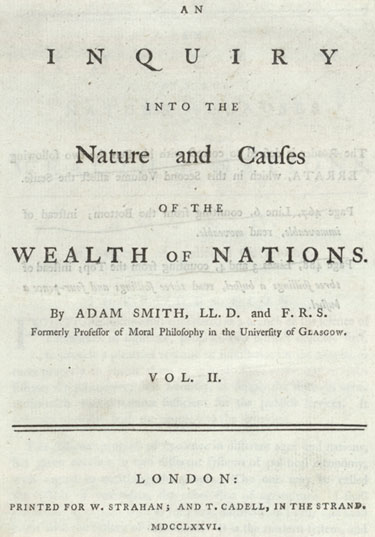 AN
INQUIRY
INTO THE
Nature and Cauſes
OF THE
WEALTH OF NATIONS.
By ADAM SMITH, LL. D. and F. R. S.
Formerly Profeſſor of Moral Philoſophy in the Univerſity of GLASGOW.
VOL. II.
LONDON:
PRINTED FOR W. STRAHAN; AND T. CADELL, IN THE STRAND.
MDCCLXXVI.